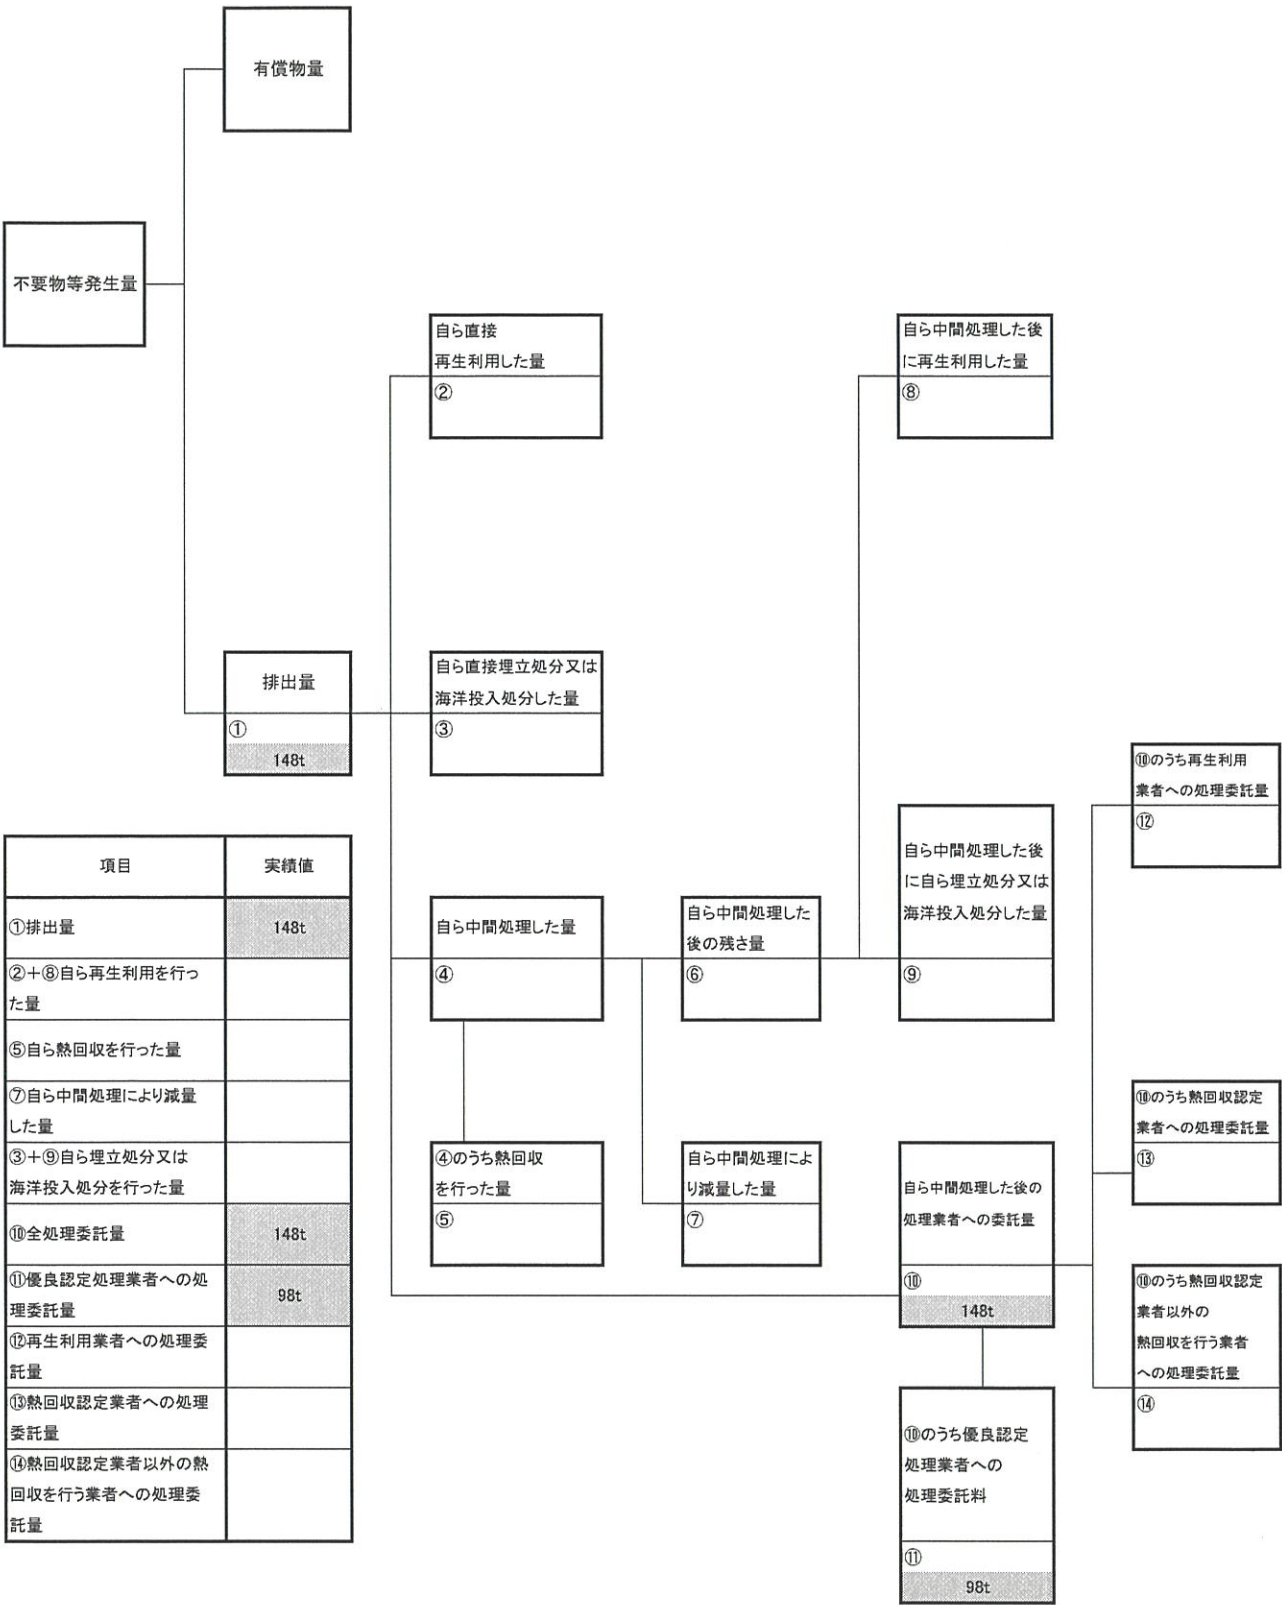 有償物量
不要物等発生量
自ら直接
再生利用した量
②
自ら中間処理した後
に再生利用した量
⑧
排出量
①
148t
自ら直接埋立処分又は
海洋投入処分した量
③
⑩のうち再生利用
業者への処理委託量
⑫
自ら中間処理した量
④
自ら中間処理した
後の残さ量
⑥
自ら中間処理した後
に自ら埋立処分又は
海洋投入処分した量
⑨
⑩のうち熱回収認定
業者への処理委託量
⑬
④のうち熱回収
を行った量
⑤
自ら中間処理によ
り減量した量
⑦
自ら中間処理した後の
処理業者への委託量
⑩
148t
⑩のうち熱回収認定
業者以外の
熱回収を行う業者
への処理委託量
⑭
⑩のうち優良認定
処理業者への
処理委託料
⑪
98t
項目 実績値
①排出量 148t
②＋⑧自ら再生利用を行っ
た量
⑤自ら熱回収を行った量
⑦自ら中間処理により減量
した量
③＋⑨自ら埋立処分又は
海洋投入処分を行った量
⑩全処理委託量 148t
⑪優良認定処理業者への処
理委託量 98t
⑫再生利用業者への処理委
託量
⑬熱回収認定業者への処理
委託量
⑭熱回収認定業者以外の熱
回収を行う業者への処理委
託量